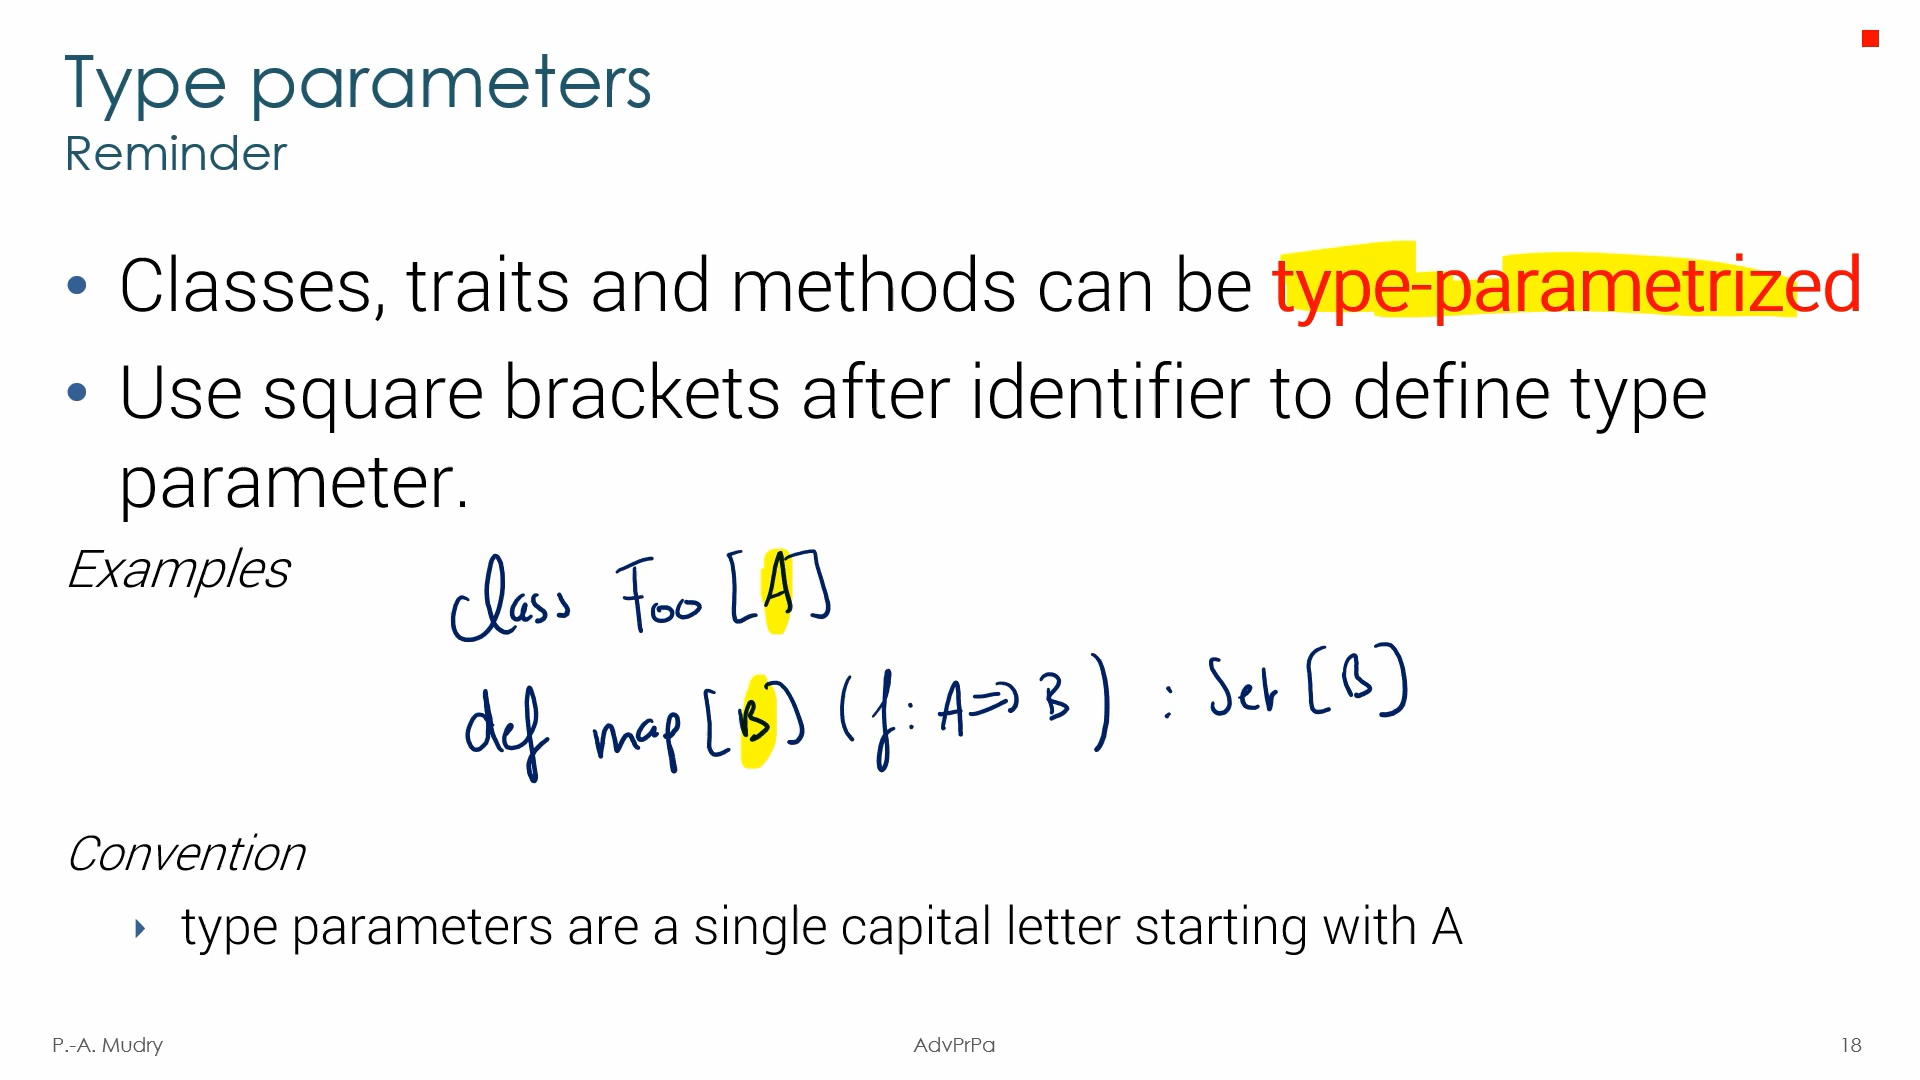 Type parameters
Reminder
• Classes, traits and methods can be type-parametrized
• Use square brackets after identifier to define type
parameter.
Examples
class Foo [A]
def map [B] (f: A => B) : Set [B]
Convention
‣ type parameters are a single capital letter starting with A
P.-A. Mudry
AdvPrPa
18